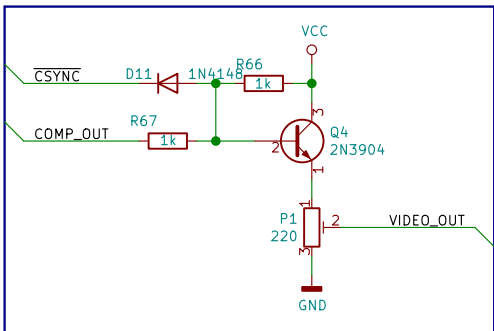 VCC
CSYNC
D11
1N4148
R66
1k
3
R67
1k
COMP_OUT
2
Q4
2N3904
1
P1
220
1
2
3
VIDEO_OUT
GND